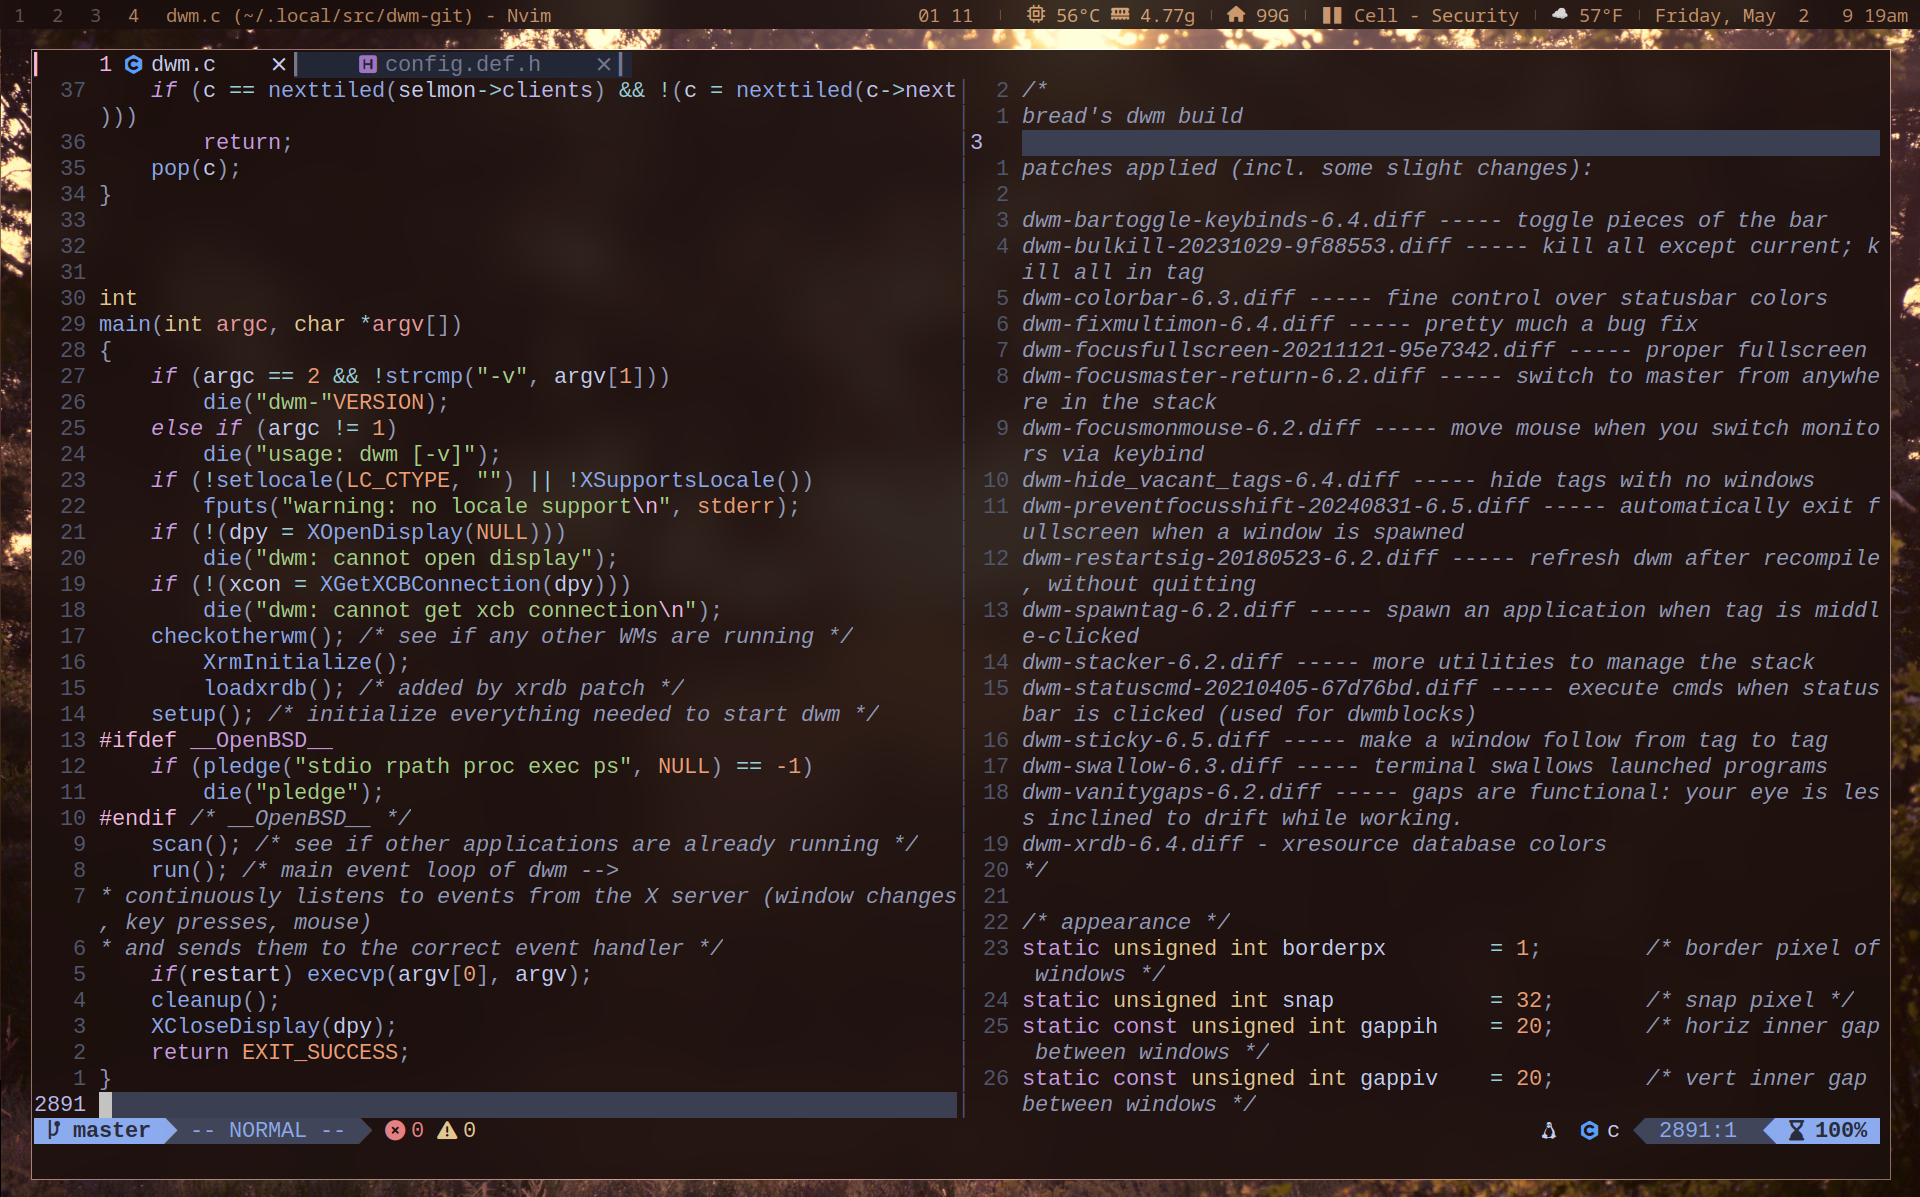 1 2 3 4 dwm.c (~/.local/src/dwm-git) - Nvim 01 11 | 56°C 4.77g | 99G | Cell - Security | 57°F | Friday, May 2 9 19am
1 dwm.c × config.def.h ×
37     if (c == nexttiled(selmon->clients) && !(c = nexttiled(c->next
)))
36         return;
35     pop(c);
34 }
33
32
31
30 int
29 main(int argc, char *argv[])
28 {
27     if (argc == 2 && !strcmp("-v", argv[1]))
26         die("dwm-"VERSION);
25     else if (argc != 1)
24         die("usage: dwm [-v]");
23     if (!setlocale(LC_CTYPE, "") || !XSupportsLocale())
22         fputs("warning: no locale support\n", stderr);
21     if (!(dpy = XOpenDisplay(NULL)))
20         die("dwm: cannot open display");
19     if (!(xcon = XGetXCBConnection(dpy)))
18         die("dwm: cannot get xcb connection\n");
17     checkotherwm(); /* see if any other WMs are running */
16         XrmInitialize();
15         loadxrdb(); /* added by xrdb patch */
14     setup(); /* initialize everything needed to start dwm */
13 #ifdef __OpenBSD__
12     if (pledge("stdio rpath proc exec ps", NULL) == -1)
11         die("pledge");
10 #endif /* __OpenBSD__ */
9     scan(); /* see if other applications are already running */
8     run(); /* main event loop of dwm -->
7 * continuously listens to events from the X server (window changes
, key presses, mouse)
6 * and sends them to the correct event handler */
5     if(restart) execvp(argv[0], argv);
4     cleanup();
3     XCloseDisplay(dpy);
2     return EXIT_SUCCESS;
1 }
2891
2 /*
1 bread's dwm build
3
1 patches applied (incl. some slight changes):
2
3 dwm-bartoggle-keybinds-6.4.diff ----- toggle pieces of the bar
4 dwm-bulkill-20231029-9f88553.diff ----- kill all except current; k
ill all in tag
5 dwm-colorbar-6.3.diff ----- fine control over statusbar colors
6 dwm-fixmultimon-6.4.diff ----- pretty much a bug fix
7 dwm-focusfullscreen-20211121-95e7342.diff ----- proper fullscreen
8 dwm-focusmaster-return-6.2.diff ----- switch to master from anywhe
re in the stack
9 dwm-focusmonmouse-6.2.diff ----- move mouse when you switch monito
rs via keybind
10 dwm-hide_vacant_tags-6.4.diff ----- hide tags with no windows
11 dwm-preventfocusshift-20240831-6.5.diff ----- automatically exit f
ullscreen when a window is spawned
12 dwm-restartsig-20180523-6.2.diff ----- refresh dwm after recompile
, without quitting
13 dwm-spawntag-6.2.diff ----- spawn an application when tag is middl
e-clicked
14 dwm-stacker-6.2.diff ----- more utilities to manage the stack
15 dwm-statuscmd-20210405-67d76bd.diff ----- execute cmds when status
bar is clicked (used for dwmblocks)
16 dwm-sticky-6.5.diff ----- make a window follow from tag to tag
17 dwm-swallow-6.3.diff ----- terminal swallows launched programs
18 dwm-vanitygaps-6.2.diff ----- gaps are functional: your eye is les
s inclined to drift while working.
19 dwm-xrdb-6.4.diff - xresource database colors
20 */
21
22 /* appearance */
23 static unsigned int borderpx        = 1;        /* border pixel of
 windows */
24 static unsigned int snap            = 32;       /* snap pixel */
25 static const unsigned int gappih    = 20;       /* horiz inner gap
 between windows */
26 static const unsigned int gappiv    = 20;       /* vert inner gap
between windows */
master -- NORMAL -- 0 0 c 2891:1 100%